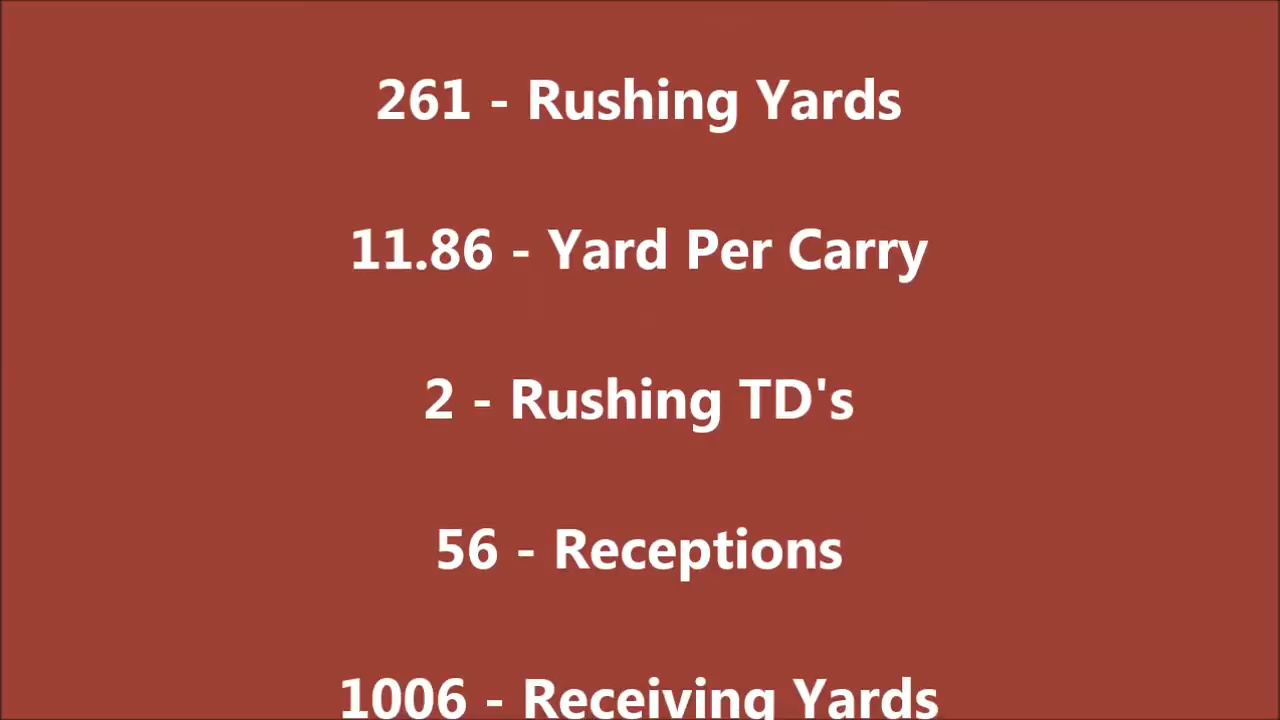 261 - Rushing Yards
11.86 - Yard Per Carry
2 - Rushing TD's
56 - Receptions
1006 - Receiving Yards